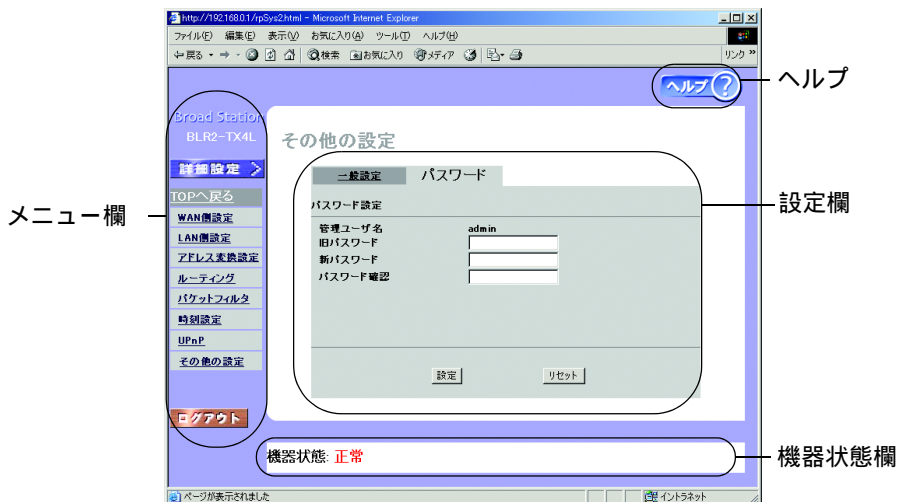 http://192.168.0.1/rpSys2.html - Microsoft Internet Explorer
ファイル(F) 編集(E) 表示(V) お気に入り(A) ツール(T) ヘルプ(H)
戻る 検索 お気に入り メディア リンク »
ヘルプ ?
ヘルプ
Broad Station
BLR2-TX4L
その他の設定
詳細設定
一般設定 パスワード
TOPへ戻る
メニュー欄
設定欄
WAN側設定
LAN側設定
アドレス変換設定
ルーティング
パケットフィルタ
時刻設定
UPnP
その他の設定
ログアウト
パスワード設定
管理ユーザ名 admin
旧パスワード
新パスワード
パスワード確認
設定 リセット
機器状態: 正常
機器状態欄
ページが表示されました イントラネット